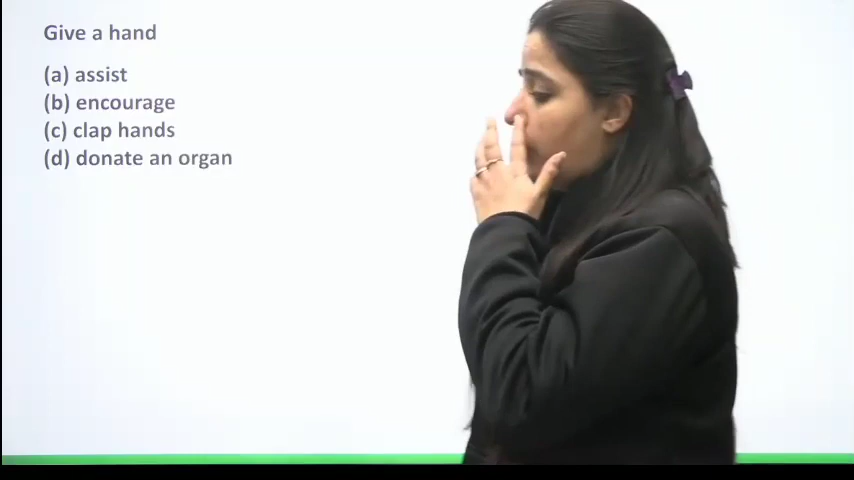 Give a hand
(a) assist
(b) encourage
(c) clap hands
(d) donate an organ